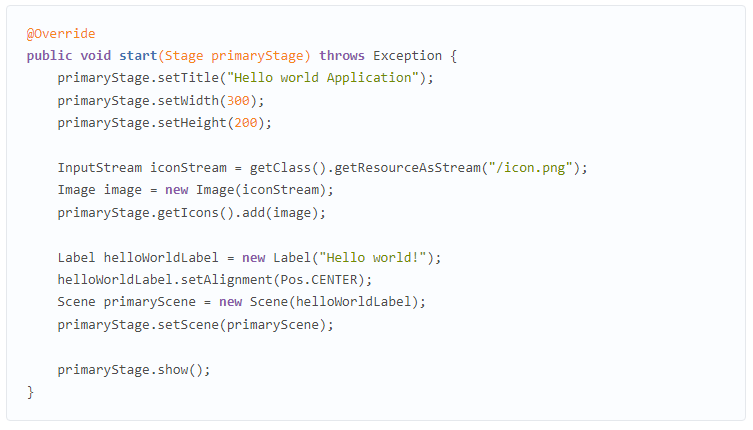 @Override
public void start(Stage primaryStage) throws Exception {
    primaryStage.setTitle("Hello world Application");
    primaryStage.setWidth(300);
    primaryStage.setHeight(200);

    InputStream iconStream = getClass().getResourceAsStream("/icon.png");
    Image image = new Image(iconStream);
    primaryStage.getIcons().add(image);

    Label helloWorldLabel = new Label("Hello world!");
    helloWorldLabel.setAlignment(Pos.CENTER);
    Scene primaryScene = new Scene(helloWorldLabel);
    primaryStage.setScene(primaryScene);

    primaryStage.show();
}